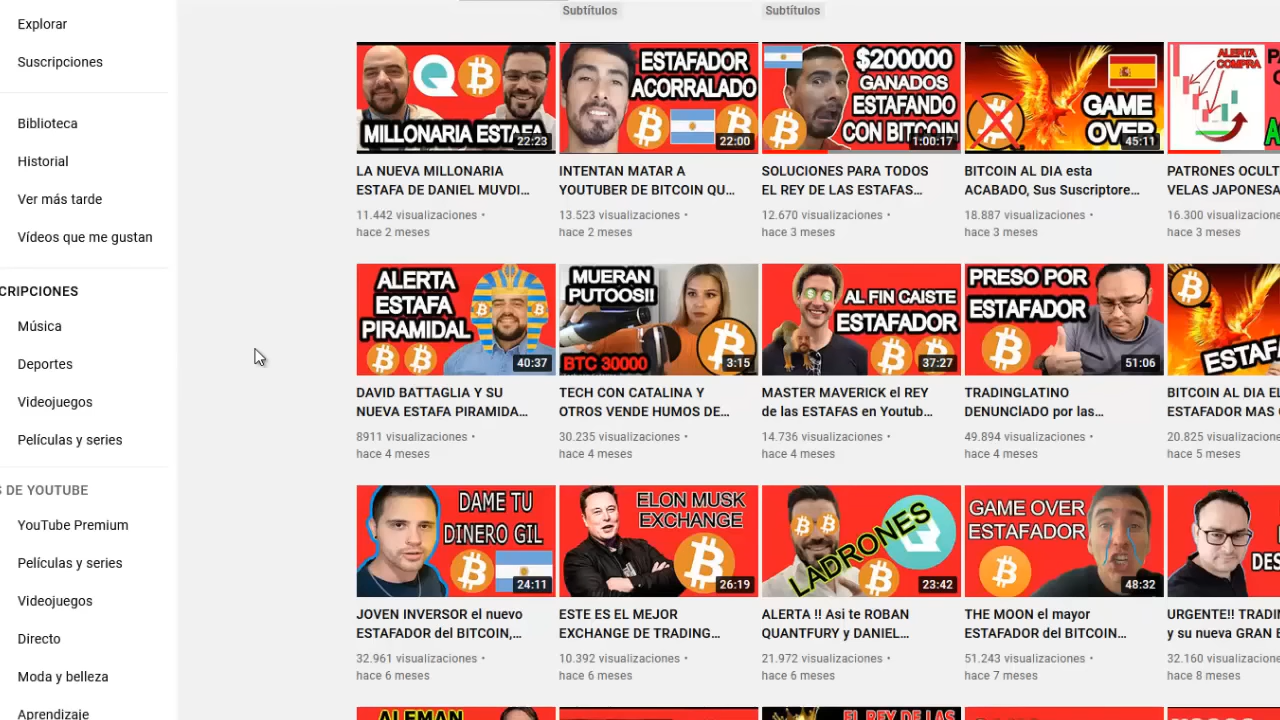 Explorar
Suscripciones
Biblioteca
Historial
Ver más tarde
Vídeos que me gustan
CRIPCIONES
Música
Deportes
Videojuegos
Películas y series
S DE YOUTUBE
YouTube Premium
Películas y series
Videojuegos
Directo
Moda y belleza
Aprendizaje
Subtítulos
Subtítulos
MILLONARIA ESTAFA
22:23
LA NUEVA MILLONARIA
ESTAFA DE DANIEL MUVDI...
11.442 visualizaciones •
hace 2 meses
ESTAFADOR
ACORRALADO
22:00
INTENTAN MATAR A
YOUTUBER DE BITCOIN QU...
13.523 visualizaciones •
hace 2 meses
$200000
GANADOS
ESTAFANDO
CON BITCOIN
1:00:17
SOLUCIONES PARA TODOS
EL REY DE LAS ESTAFAS...
12.670 visualizaciones •
hace 3 meses
GAME
OVER
45:11
BITCOIN AL DIA esta
ACABADO, Sus Suscriptore...
18.887 visualizaciones •
hace 3 meses
ALERTA
COMPRA
PATRONES OCULT
VELAS JAPONESA
16.300 visualizaciones
hace 3 meses
ALERTA
ESTAFA
PIRAMIDAL
40:37
DAVID BATTAGLIA Y SU
NUEVA ESTAFA PIRAMIDA...
8911 visualizaciones •
hace 4 meses
MUERAN
PUTOOS!!
BTC 30000
3:15
TECH CON CATALINA Y
OTROS VENDE HUMOS DE...
30.235 visualizaciones •
hace 4 meses
AL FIN CAISTE
ESTAFADOR
37:27
MASTER MAVERICK el REY
de las ESTAFAS en Youtub...
14.736 visualizaciones •
hace 4 meses
PRESO POR
ESTAFADOR
51:06
TRADINGLATINO
DENUNCIADO por las...
49.894 visualizaciones •
hace 4 meses
ESTAF
BITCOIN AL DIA EL
ESTAFADOR MAS
20.825 visualizaciones
hace 5 meses
DAME TU
DINERO GIL
24:11
JOVEN INVERSOR el nuevo
ESTAFADOR del BITCOIN,...
32.961 visualizaciones •
hace 6 meses
ELON MUSK
EXCHANGE
26:19
ESTE ES EL MEJOR
EXCHANGE DE TRADING...
10.392 visualizaciones •
hace 6 meses
LADRONES
23:42
ALERTA !! Asi te ROBAN
QUANTFURY y DANIEL...
21.972 visualizaciones •
hace 6 meses
GAME OVER
ESTAFADOR
48:32
THE MOON el mayor
ESTAFADOR del BITCOIN...
51.243 visualizaciones •
hace 7 meses
DES
URGENTE!! TRADI
y su nueva GRAN E
32.160 visualizaciones
hace 8 meses
ALEMAN
EL REY DE LAS